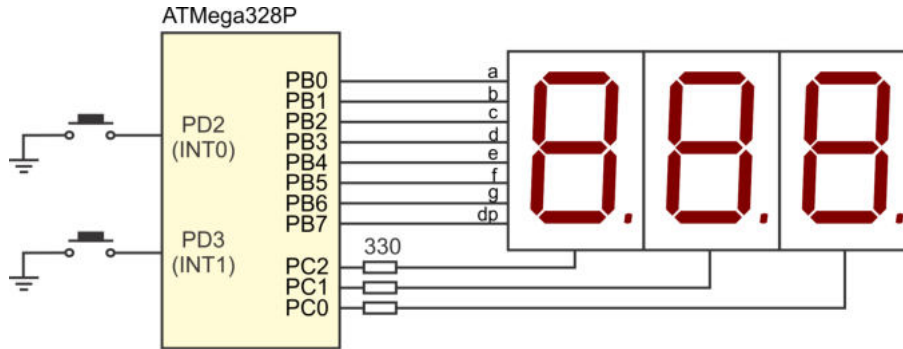 ATMega328P
PB0 a
PB1 b
PB2 c
PD2 PB3 d
(INT0) PB4 e
PB5 f
PB6 g
PB7 dp
PD3 330
(INT1) PC2
PC1
PC0